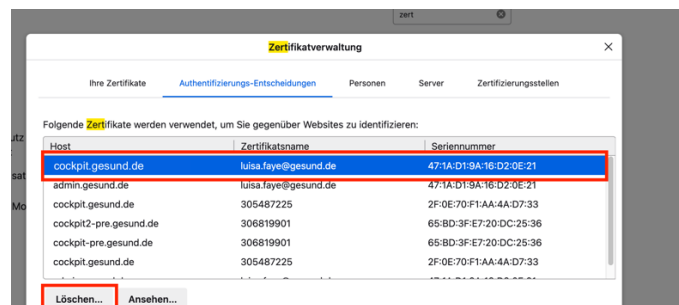 zert
Zertifikatverwaltung
Ihre Zertifikate Authentifizierungs-Entscheidungen Personen Server Zertifizierungsstellen
Folgende Zertifikate werden verwendet, um Sie gegenüber Websites zu identifizieren:
utz
Host Zertifikatsname Seriennummer
cockpit.gesund.de luisa.faye@gesund.de 47:1A:D1:9A:16:D2:0E:21
sat
admin.gesund.de luisa.faye@gesund.de 47:1A:D1:9A:16:D2:0E:21
Mo
cockpit.gesund.de 305487225 2F:0E:70:F1:AA:4A:D7:33
cockpit2-pre.gesund.de 306819901 65:BD:3F:E7:20:DC:25:36
cockpit-pre.gesund.de 306819901 65:BD:3F:E7:20:DC:25:36
cockpit.gesund.de 305487225 2F:0E:70:F1:AA:4A:D7:33
Löschen... Ansehen...